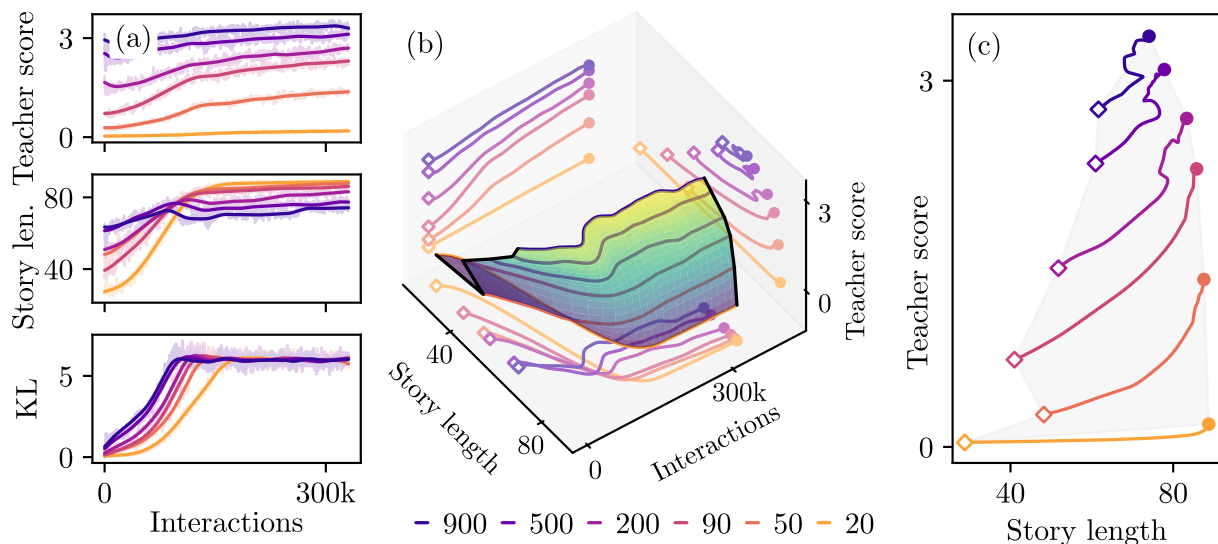 (a)
Teacher score
3
0
Story len.
80
40
KL
5
0
0
300k
Interactions
(b)
Teacher score
3
0
40
80
Story length
0
300k
Interactions
(c)
Teacher score
3
0
40
80
Story length
900 500 200 90 50 20